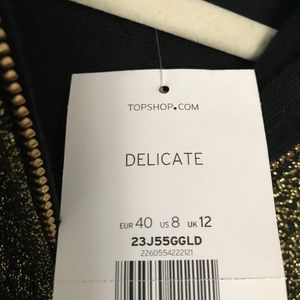 TOPSHOP.COM
DELICATE
EUR 40 US 8 UK 12
23J55GGLD
2260554222121